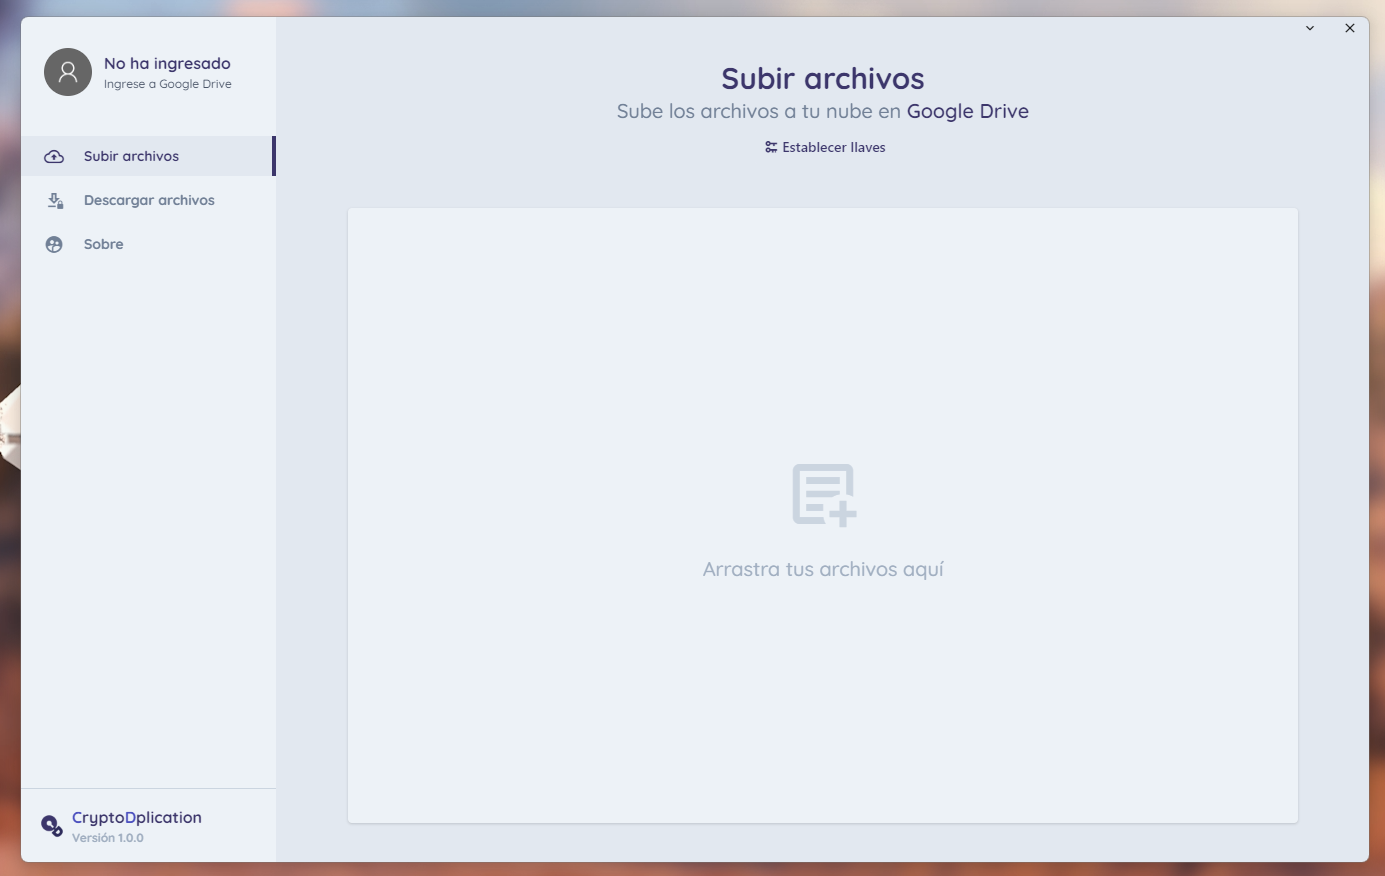 No ha ingresado
Ingrese a Google Drive
Subir archivos
Descargar archivos
Sobre
CryptoDplication
Versión 1.0.0
Subir archivos
Sube los archivos a tu nube en Google Drive
Establecer llaves
Arrastra tus archivos aquí